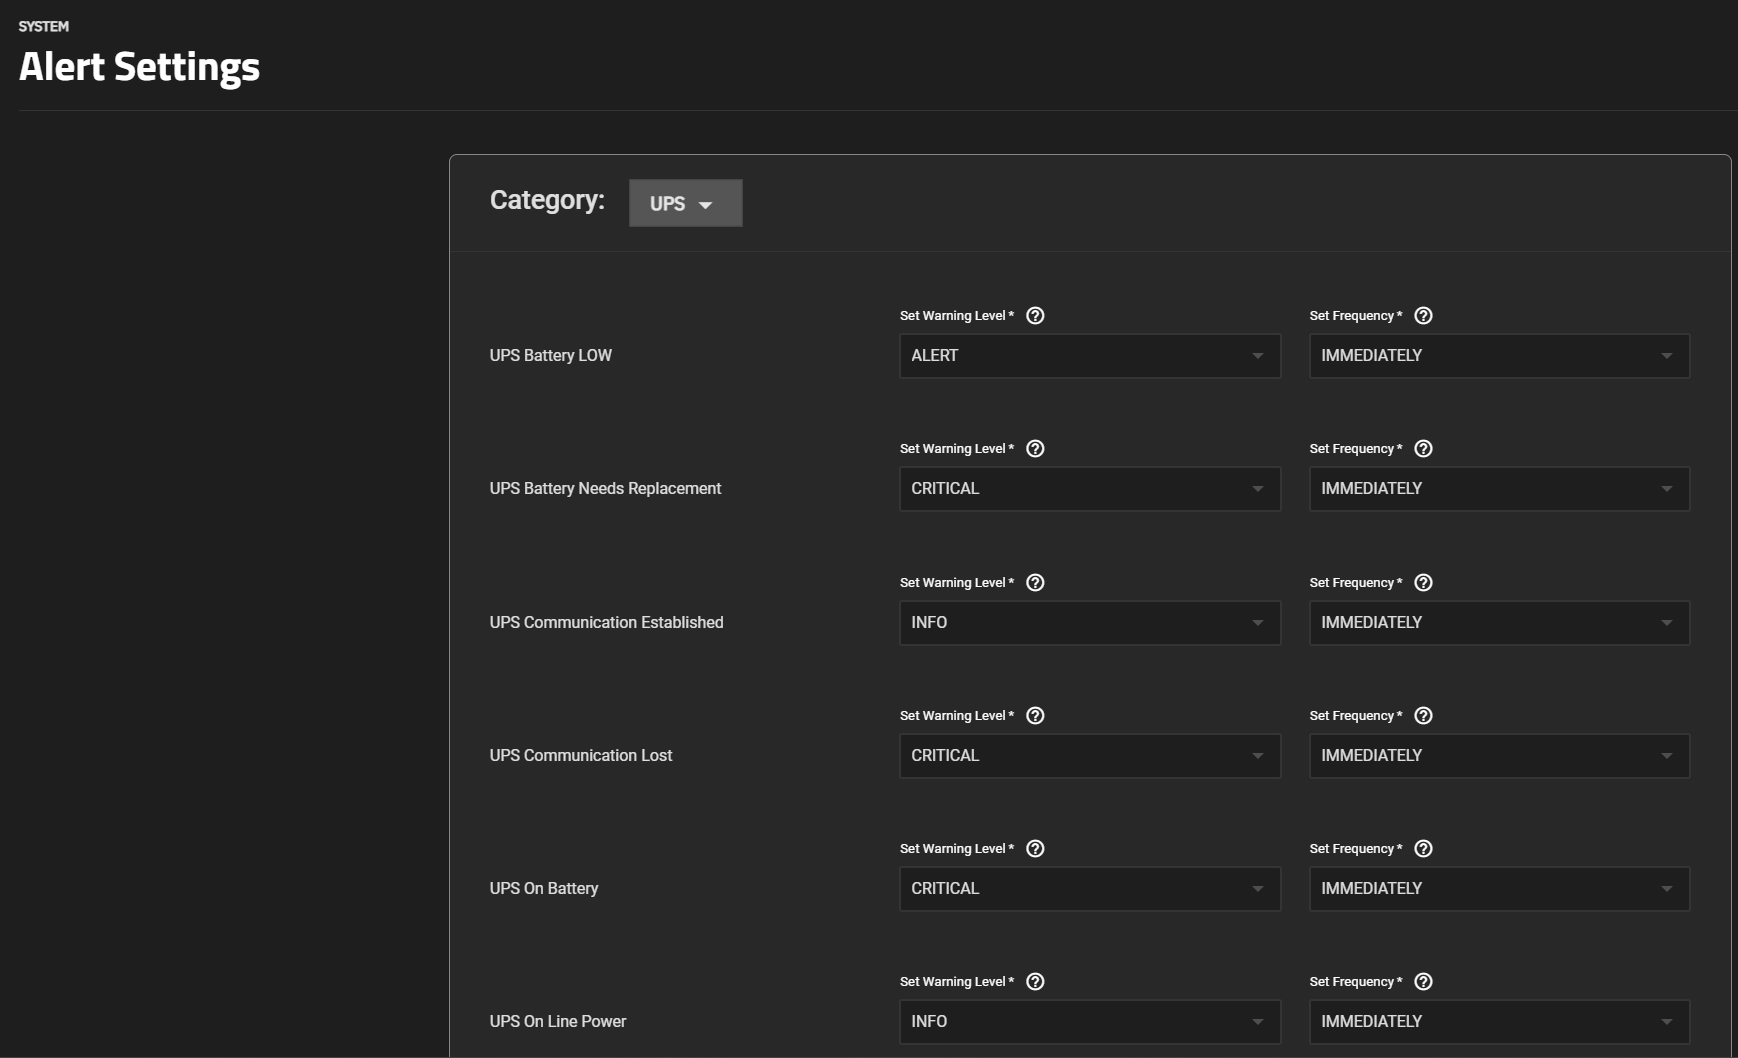 SYSTEM
Alert Settings
Category: UPS
Set Warning Level * Set Frequency *
UPS Battery LOW ALERT IMMEDIATELY
Set Warning Level * Set Frequency *
UPS Battery Needs Replacement CRITICAL IMMEDIATELY
Set Warning Level * Set Frequency *
UPS Communication Established INFO IMMEDIATELY
Set Warning Level * Set Frequency *
UPS Communication Lost CRITICAL IMMEDIATELY
Set Warning Level * Set Frequency *
UPS On Battery CRITICAL IMMEDIATELY
Set Warning Level * Set Frequency *
UPS On Line Power INFO IMMEDIATELY